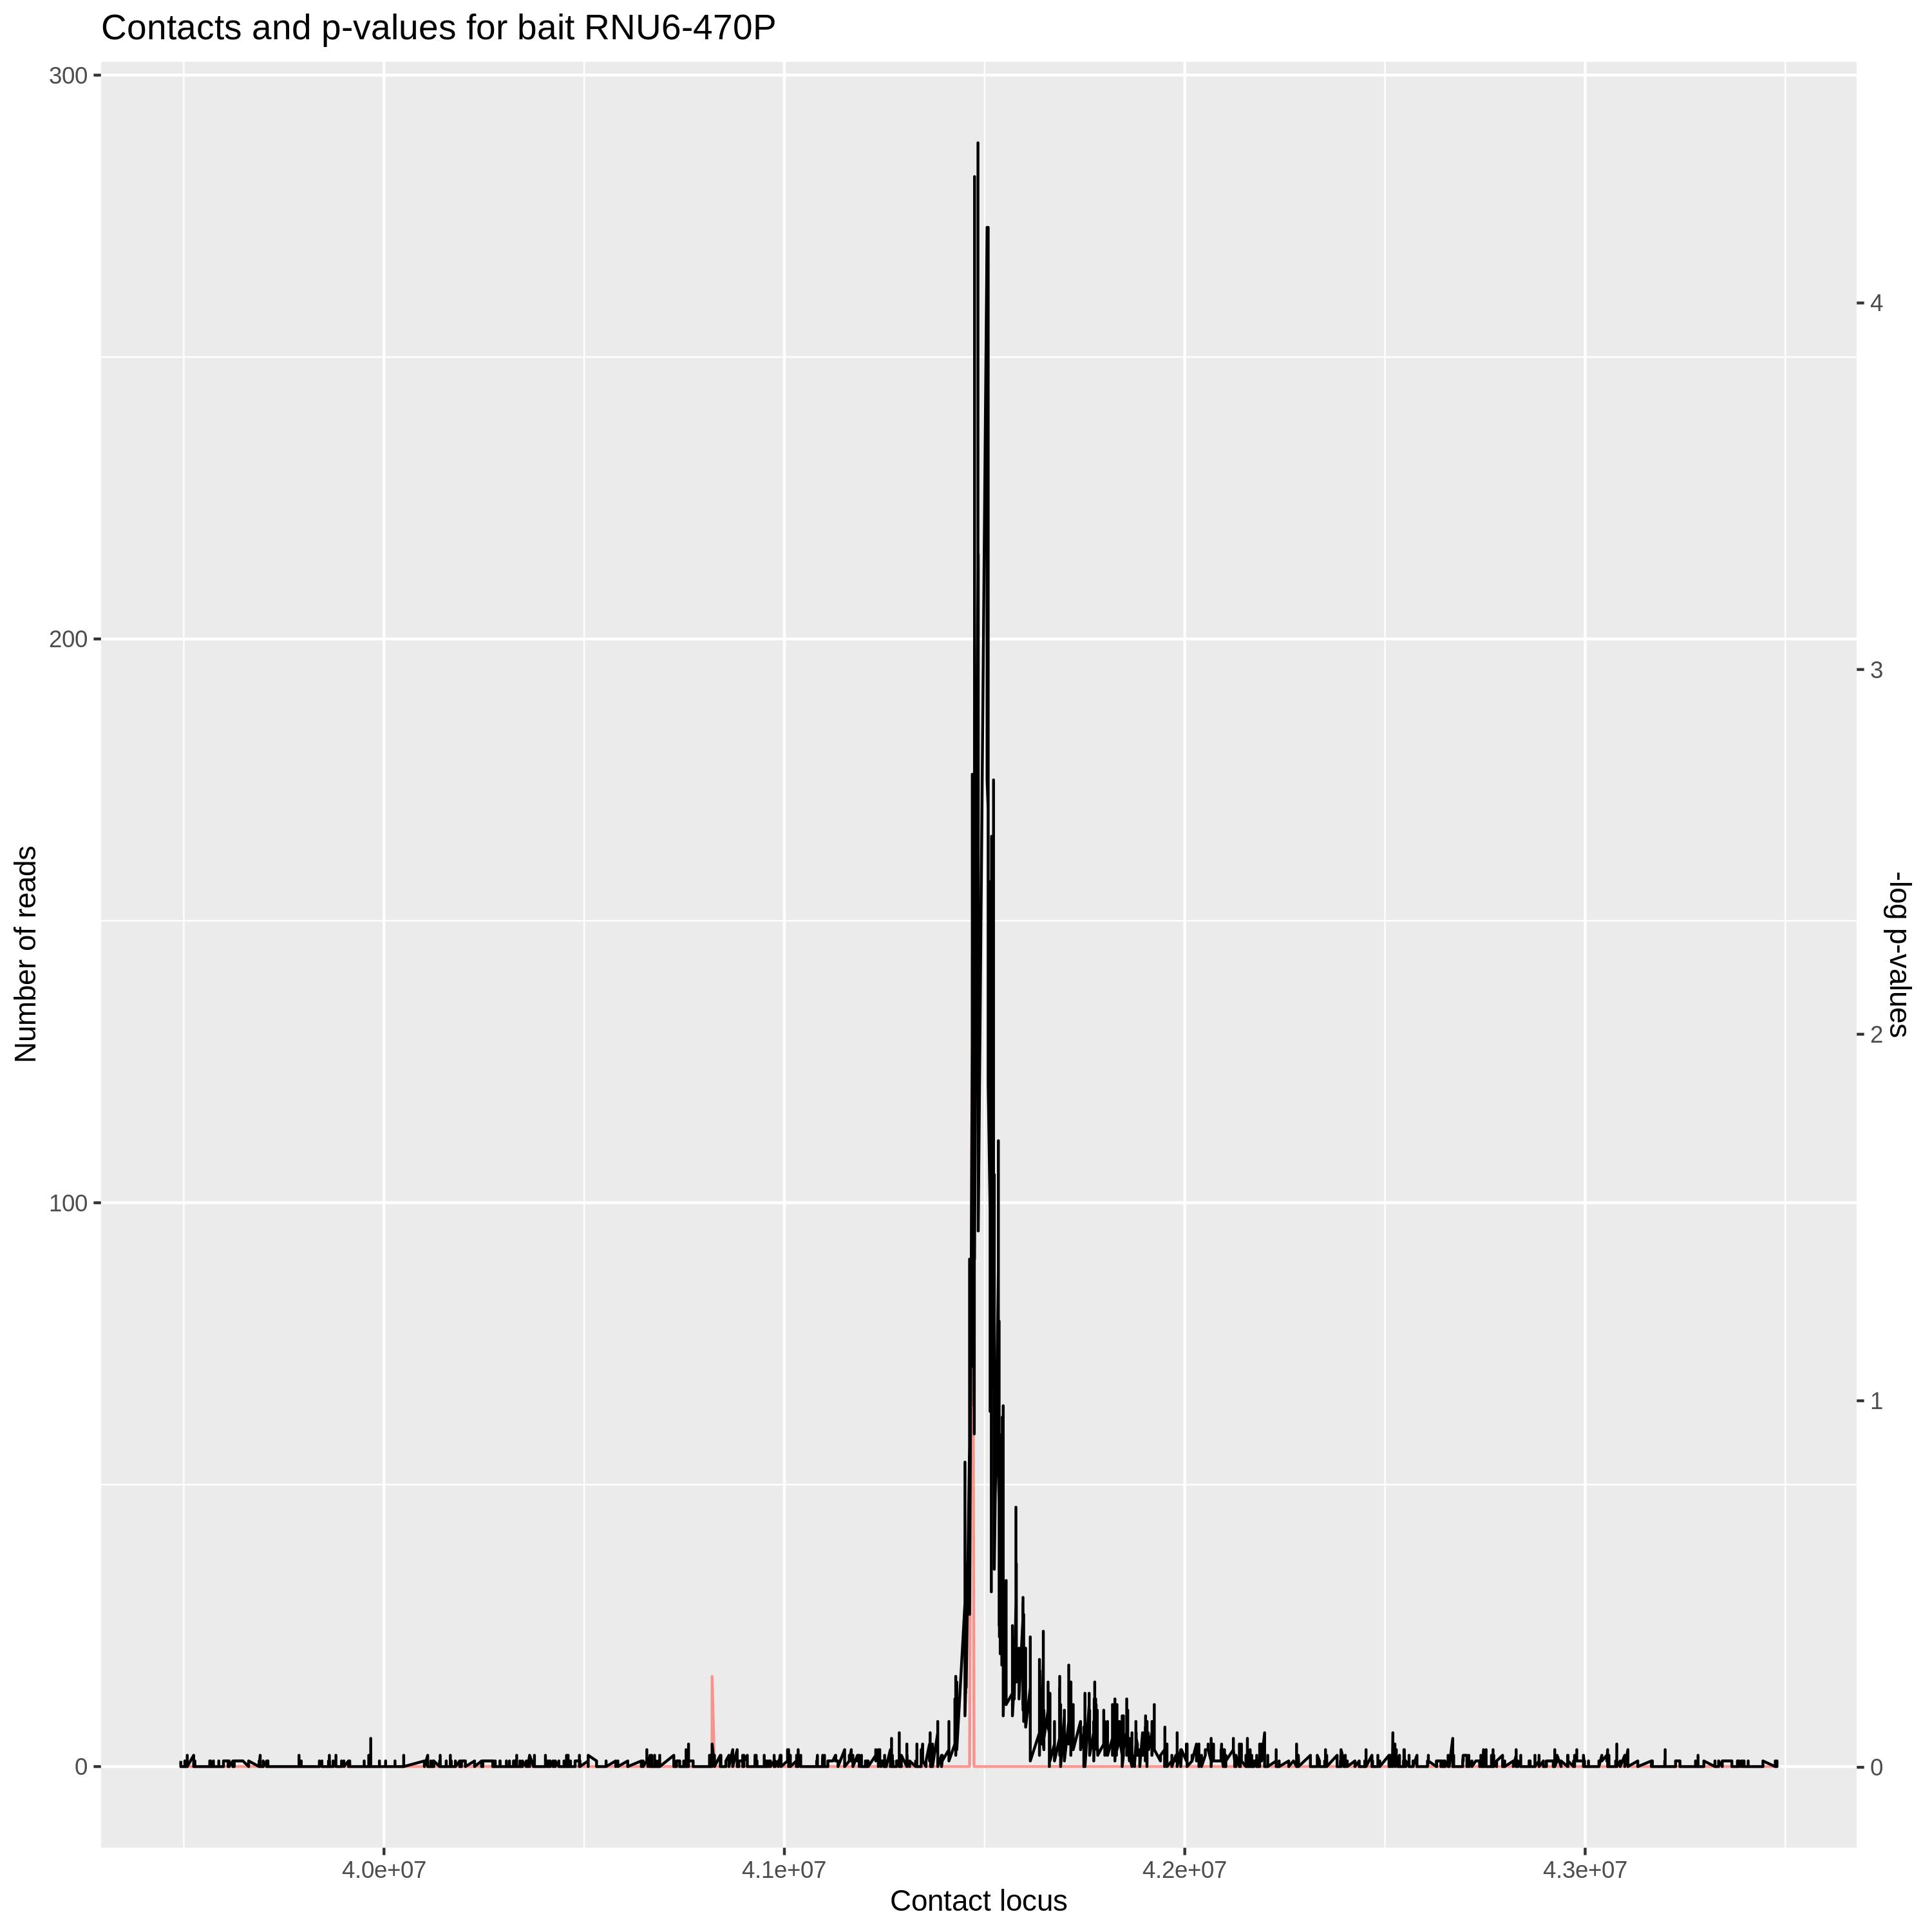 Contacts and p-values for bait RNU6-470P
300
200
100
0
Number of reads
4
3
2
1
0
-log p-values
4.0e+07
4.1e+07
4.2e+07
4.3e+07
Contact locus